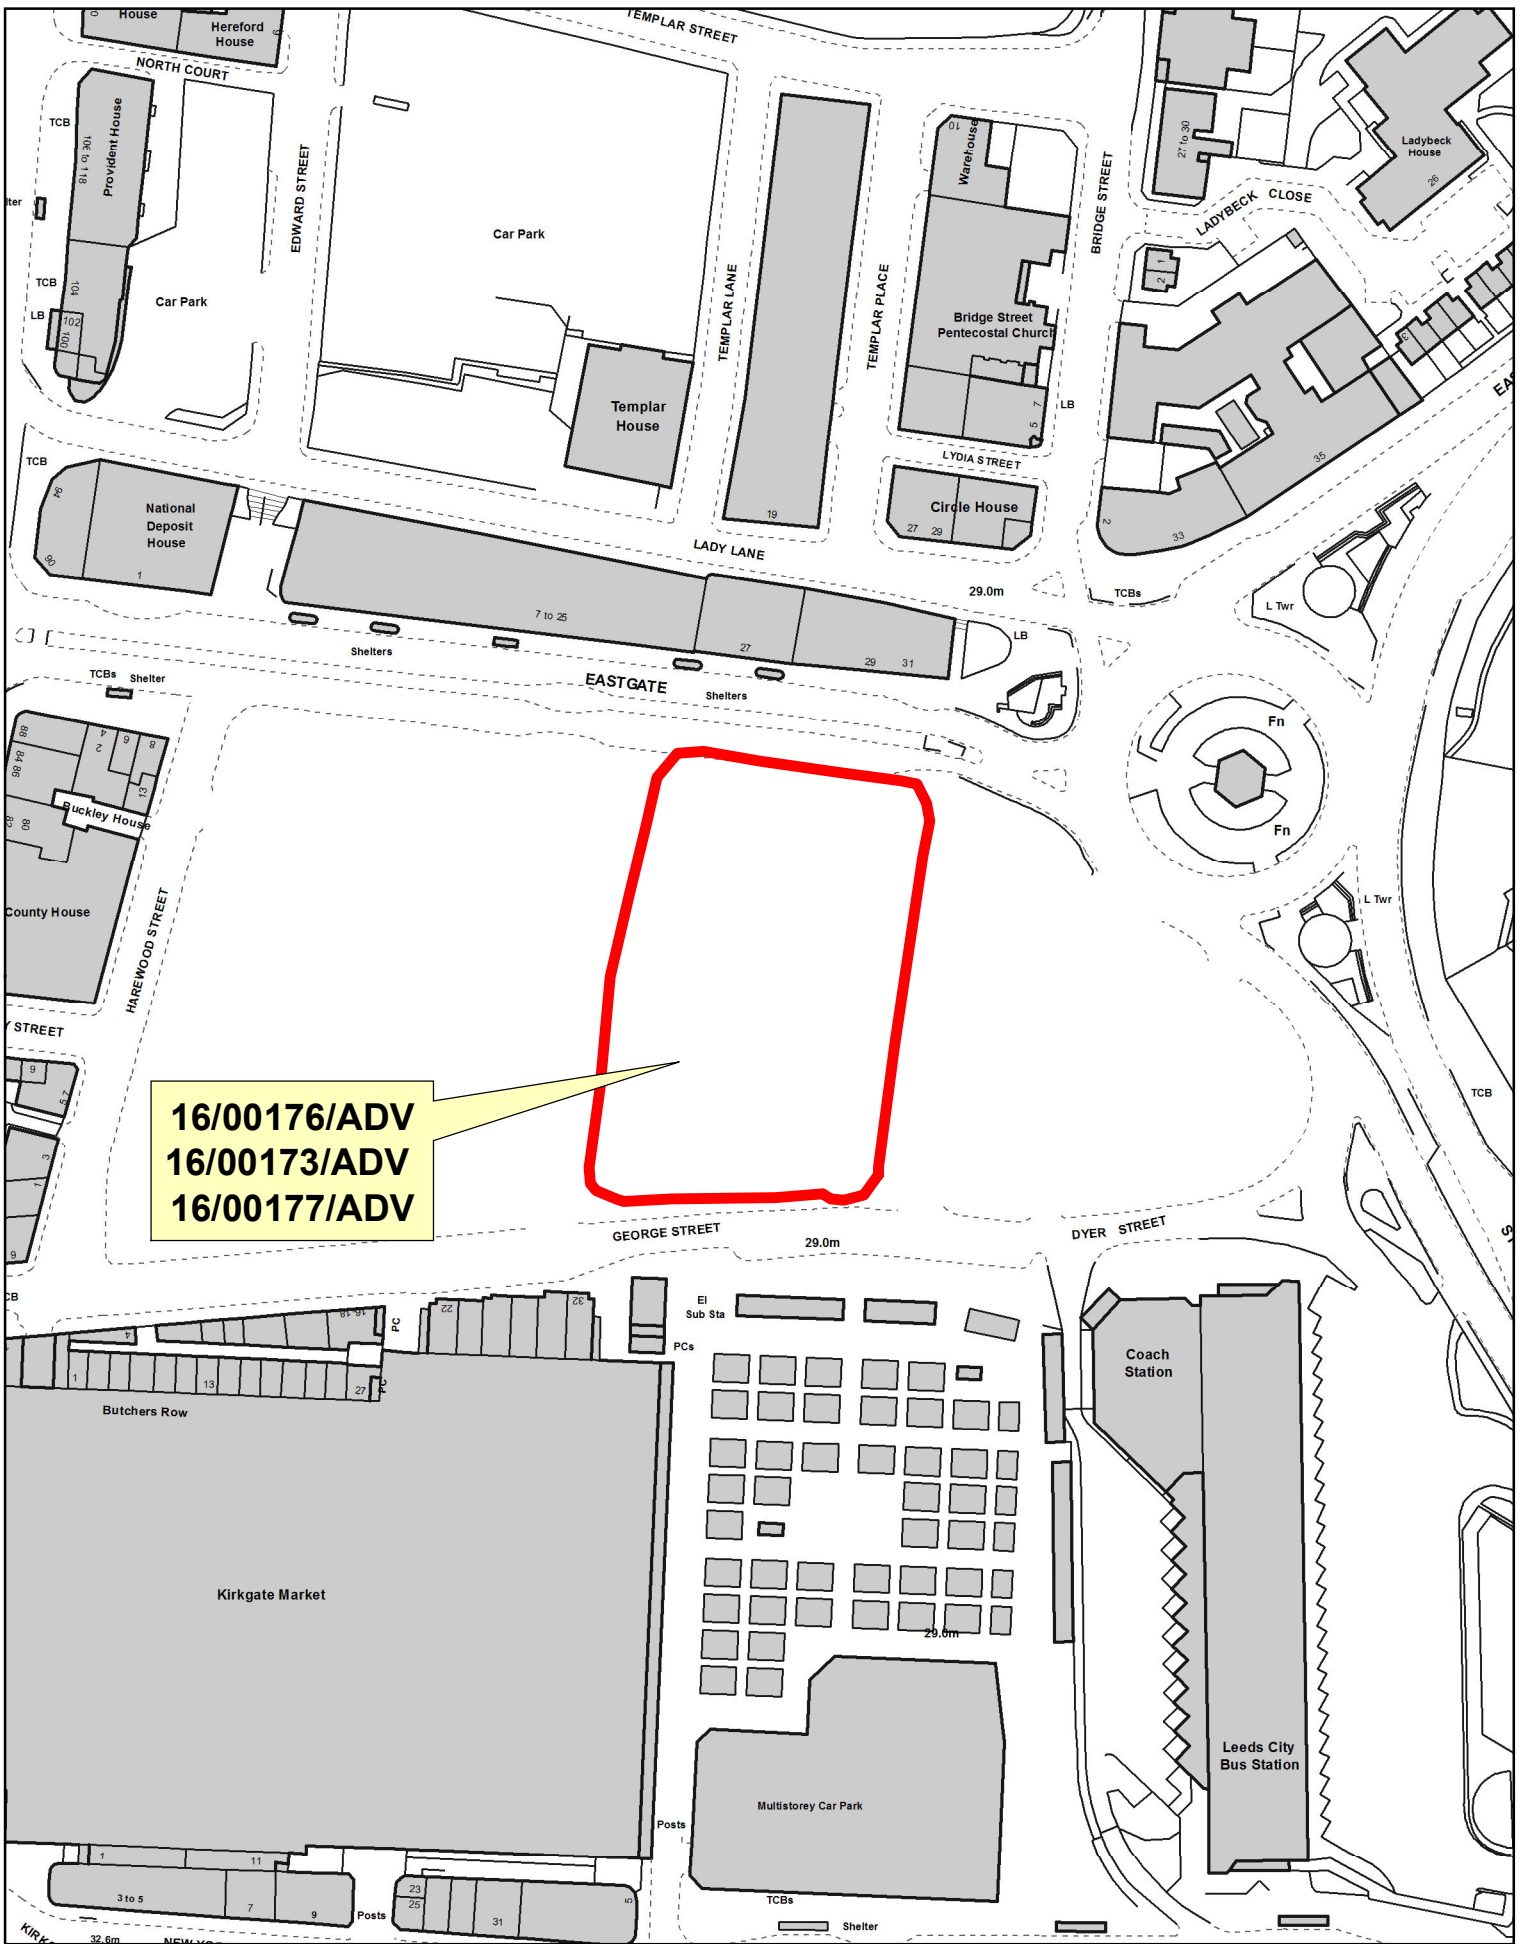 House
Hereford
House
9
NORTH COURT
TEMPLAR STREET
TCB
106 to 118
Provident House
EDWARD STREET
Car Park
TCB
104
Car Park
LB
102
100
TEMPLAR LANE
TEMPLAR PLACE
10
Warehouse
BRIDGE STREET
27 to 30
Ladybeck
House
26
LADYBECK CLOSE
1
2
Bridge Street
Pentecostal Church
3
7
5
LB
LYDIA STREET
Templar
House
TCB
94
90
National
Deposit
House
1
19
Circle House
27
29
LADY LANE
29.0m
2
33
35
TCBs
L Twr
LB
7 to 25
27
29
31
Shelters
EASTGATE
Shelters
TCBs
Shelter
88
84 86
4
2
6
8
13
Buckley House
82
80
County House
HAREWOOD STREET
Fn
Fn
L Twr
Y STREET
9
5 7
3
1
9
TCB
16/00176/ADV
16/00173/ADV
16/00177/ADV
GEORGE STREET
29.0m
DYER STREET
CB
4
16 18
PC
22
32
El
Sub Sta
PCs
1
13
27
PC
Butchers Row
Coach
Station
Kirkgate Market
29.0m
Leeds City
Bus Station
Multistorey Car Park
Posts
1
11
3 to 5
7
9
Posts
23
25
31
5
TCBs
Shelter
32.6m